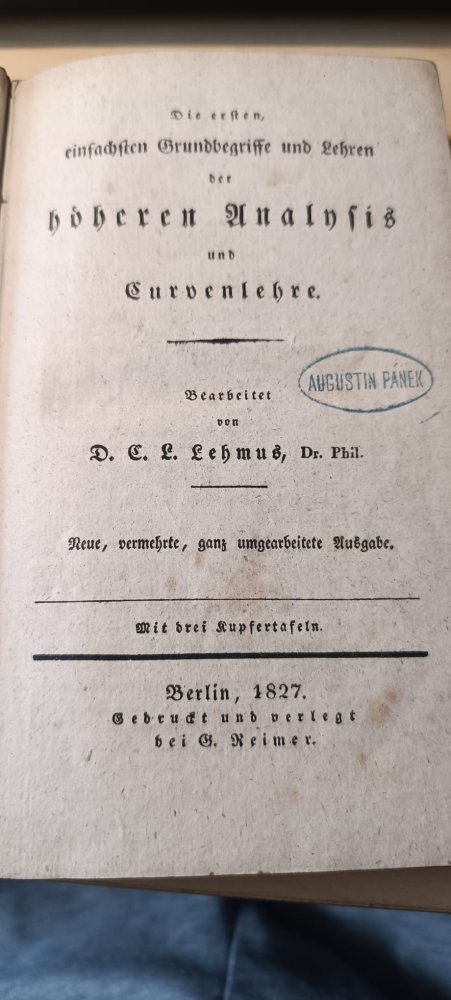 Die erſten,
einfachſten Grundbegriffe und Lehren
der
höheren Analyſis
und
Curvenlehre.
AUGUSTIN PÁNEK
Bearbeitet
von
D. C. L. Lehmus, Dr. Phil.
Neue, vermehrte, ganz umgearbeitete Ausgabe.
Mit drei Kupfertafeln.
Berlin, 1827.
Gedruckt und verlegt
bei G. Reimer.